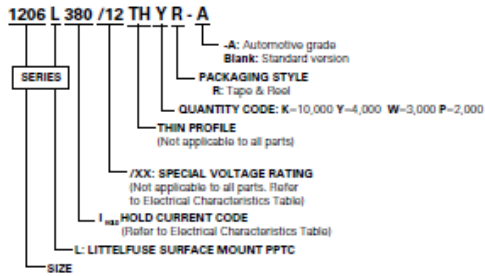 1206 L 380 /12 TH Y R - A
-A: Automotive grade
Blank: Standard version
SERIES
PACKAGING STYLE
R: Tape & Reel
QUANTITY CODE: K=10,000 Y=4,000 W=3,000 P=2,000
THIN PROFILE
(Not applicable to all parts)
/XX: SPECIAL VOLTAGE RATING
(Not applicable to all parts. Refer
to Electrical Characteristics Table)
I HOLD CURRENT CODE
(Refer to Electrical Characteristics Table)
L: LITTELFUSE SURFACE MOUNT PPTC
SIZE